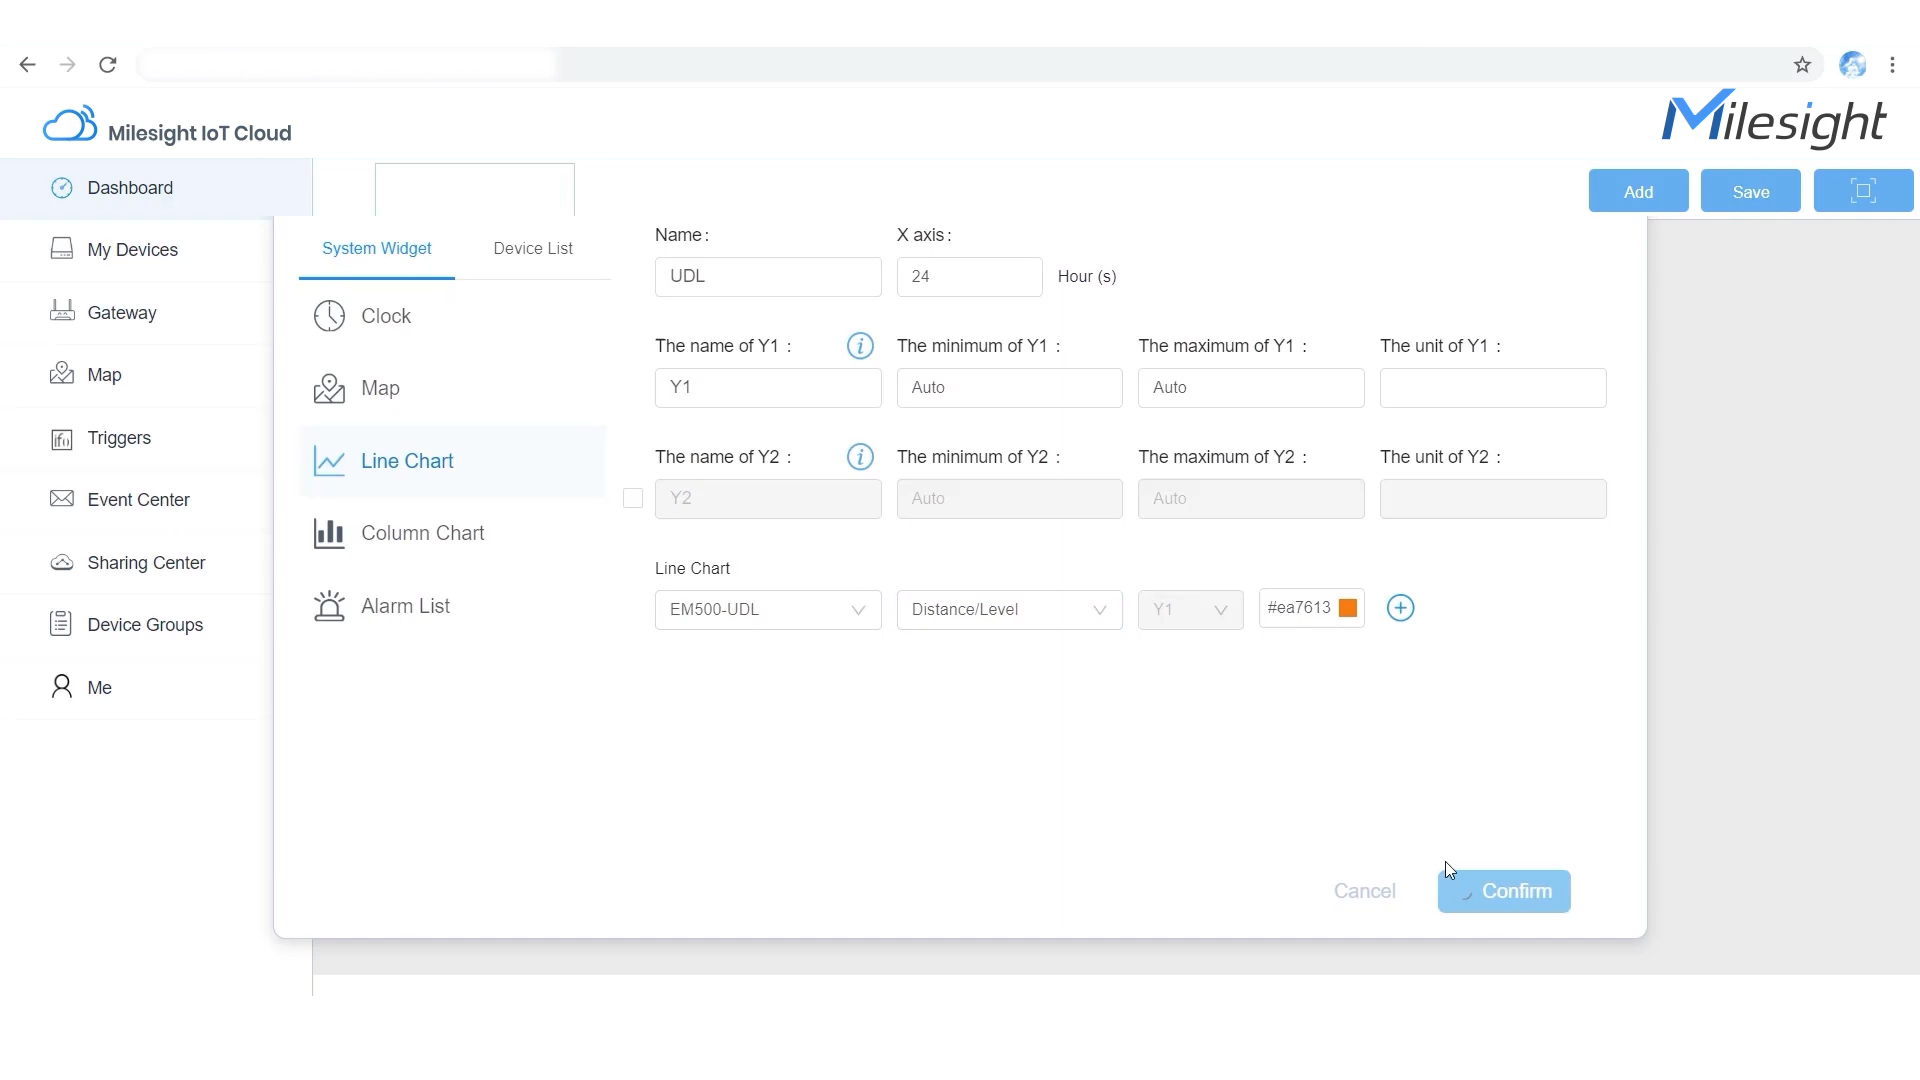 Milesight IoT Cloud
Milesight
Dashboard
My Devices
Gateway
Map
Triggers
Event Center
Sharing Center
Device Groups
Me
Add
Save
System Widget
Device List
Clock
Map
Line Chart
Column Chart
Alarm List
Name :
X axis :
UDL
24
Hour (s)
The name of Y1 :
The minimum of Y1 :
The maximum of Y1 :
The unit of Y1 :
Y1
Auto
Auto
The name of Y2 :
The minimum of Y2 :
The maximum of Y2 :
The unit of Y2 :
Y2
Auto
Auto
Line Chart
EM500-UDL
Distance/Level
Y1
#ea7613
Cancel
Confirm